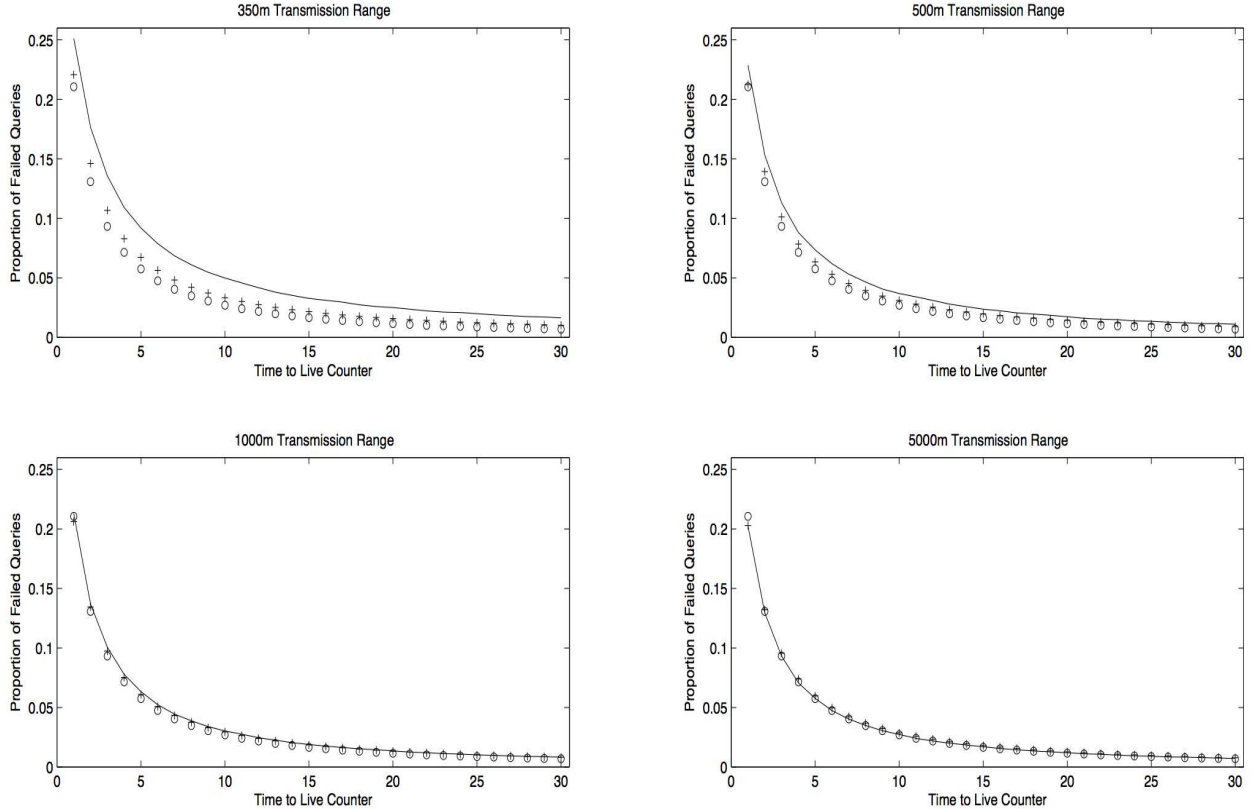 350m Transmission Range
0.25
0.2
0.15
0.1
0.05
0
0 5 10 15 20 25 30
Proportion of Failed Queries
Time to Live Counter
500m Transmission Range
0.25
0.2
0.15
0.1
0.05
0
0 5 10 15 20 25 30
Proportion of Failed Queries
Time to Live Counter
1000m Transmission Range
0.25
0.2
0.15
0.1
0.05
0
0 5 10 15 20 25 30
Proportion of Failed Queries
Time to Live Counter
5000m Transmission Range
0.25
0.2
0.15
0.1
0.05
0
0 5 10 15 20 25 30
Proportion of Failed Queries
Time to Live Counter